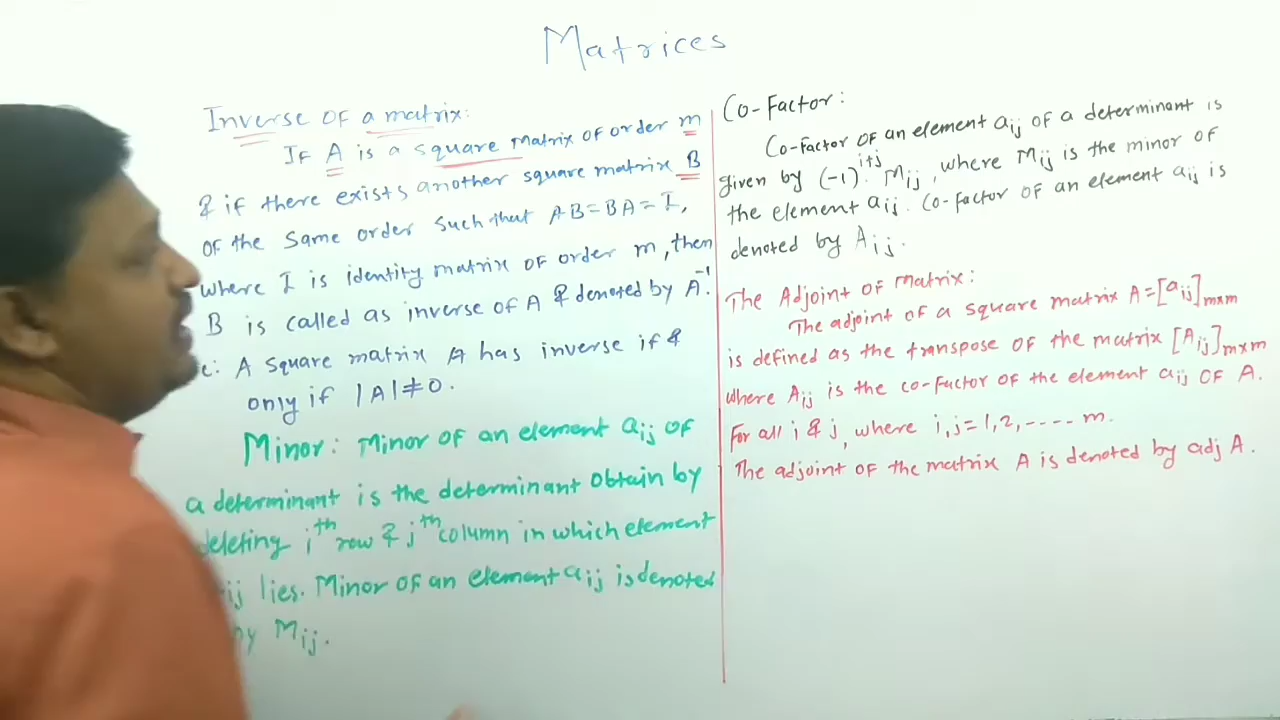 Matrices
Inverse of a matrix:
If A is a square matrix of order m
& if there exists another square matrix B
of the same order such that AB=BA=I,
where I is identity matrix of order m, then
B is called as inverse of A & denoted by A⁻¹.
A square matrix A has inverse if &
only if |A|≠0.
Minor: Minor of an element aij of
a determinant is the determinant obtain by
deleting iᵗʰ row & jᵗʰ column in which element
lies. Minor of an element aij is denoted
by Mij.
Co-Factor:
Co-factor of an element aij of a determinant is
given by (-1)^i+j. Mij, where Mij is the minor of
the element aij. Co-factor of an element aij is
denoted by Aij.
The Adjoint of Matrix:
The adjoint of a square matrix A=[aij]m×m
is defined as the transpose of the matrix [Aij]m×m
where Aij is the co-factor of the element aij of A.
For all i & j, where i,j=1,2,---- m.
The adjoint of the matrix A is denoted by adj A.